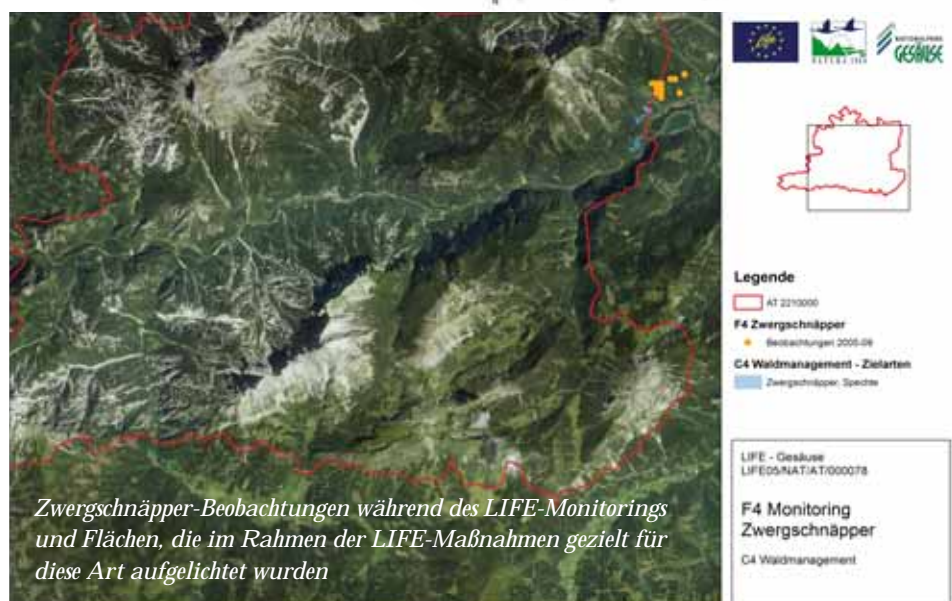 NATURA 2000
NATIONALPARK
GESÄUSE
Legende
AT 2210000
F4 Zwergschnäpper
Beobachtungen 2005-09
C4 Waldmanagement - Zielarten
Zwergschnäpper, Spechte
LIFE - Gesäuse
LIFE05/NAT/AT/000078
F4 Monitoring
Zwergschnäpper
C4 Waldmanagement
Zwergschnäpper-Beobachtungen während des LIFE-Monitorings
und Flächen, die im Rahmen der LIFE-Maßnahmen gezielt für
diese Art aufgelichtet wurden